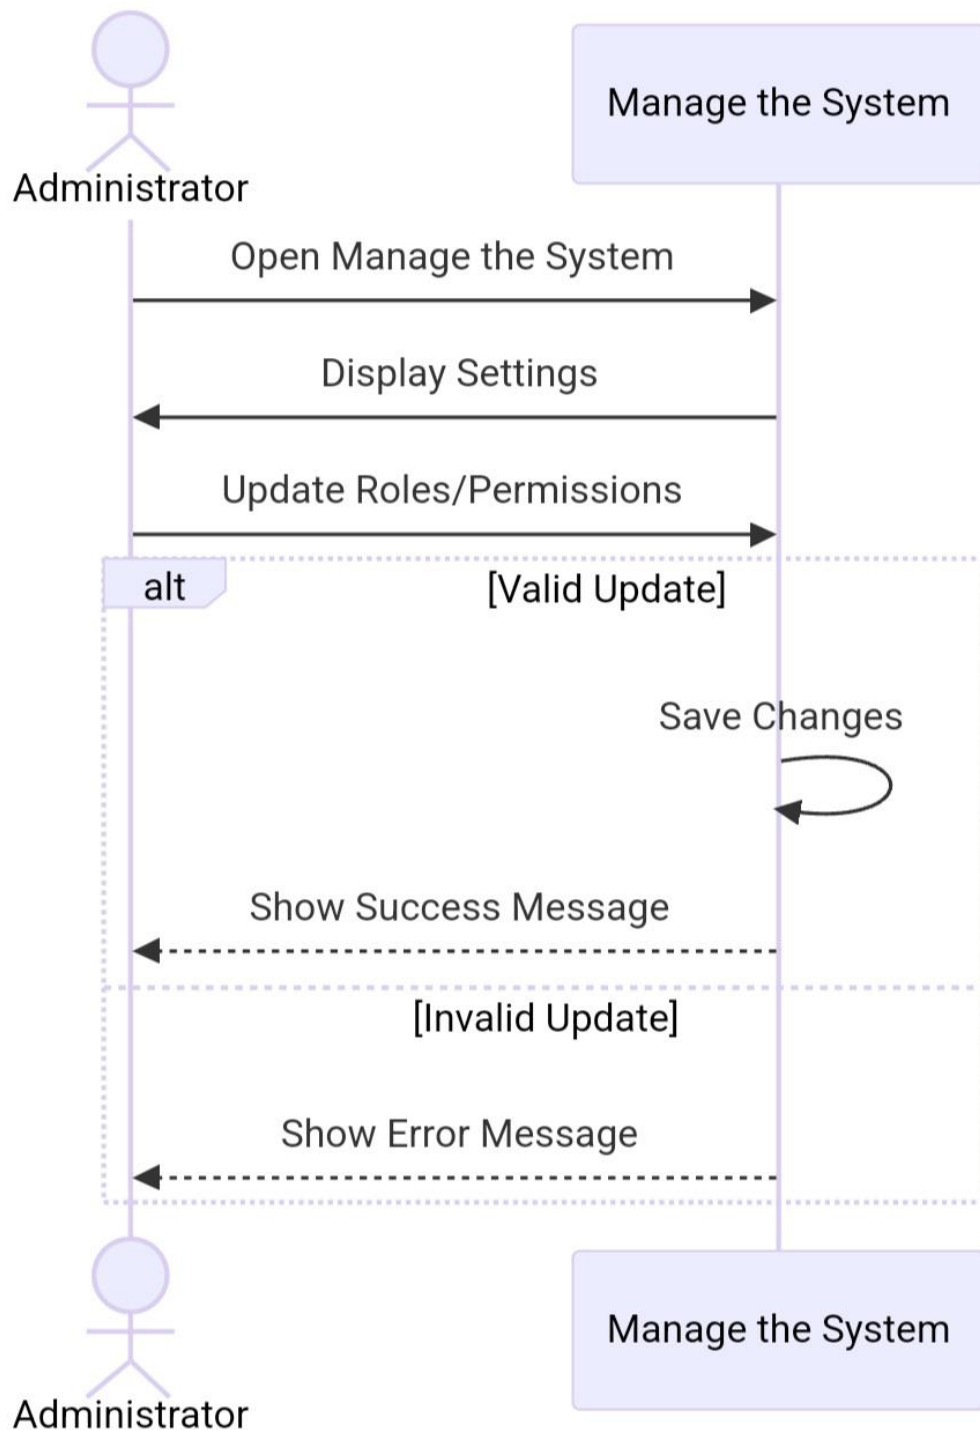 Manage the System
Administrator
Open Manage the System
Display Settings
Update Roles/Permissions
alt
[Valid Update]
Save Changes
Show Success Message
[Invalid Update]
Show Error Message
Manage the System
Administrator